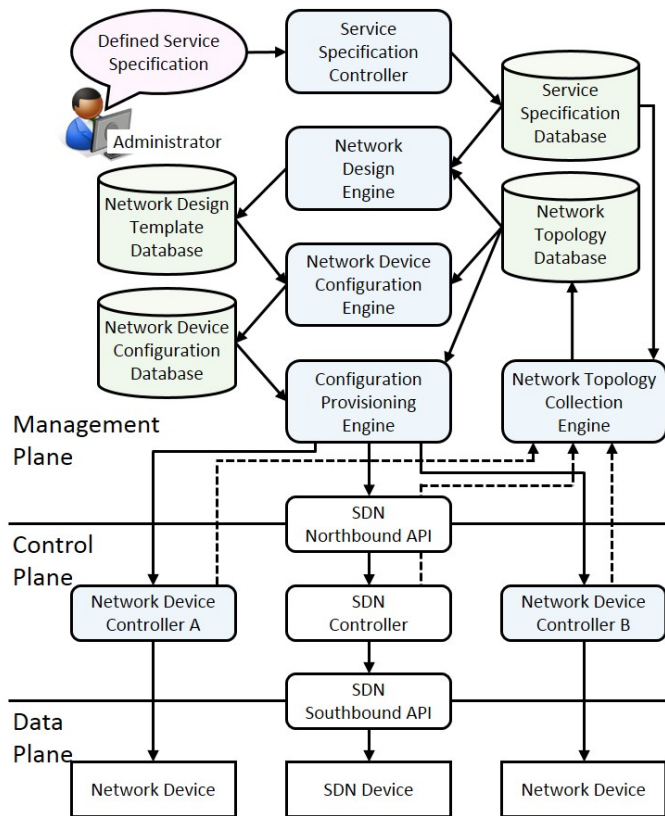 Defined Service
Specification
Service
Specification
Controller
Service
Specification
Database
Administrator
Network
Design
Engine
Network Design
Template
Database
Network
Topology
Database
Network Device
Configuration
Engine
Network Device
Configuration
Database
Configuration
Provisioning
Engine
Network Topology
Collection
Engine
Management
Plane
SDN
Northbound API
Control
Plane
Network Device
Controller A
SDN
Controller
Network Device
Controller B
SDN
Southbound API
Data
Plane
Network Device
SDN Device
Network Device